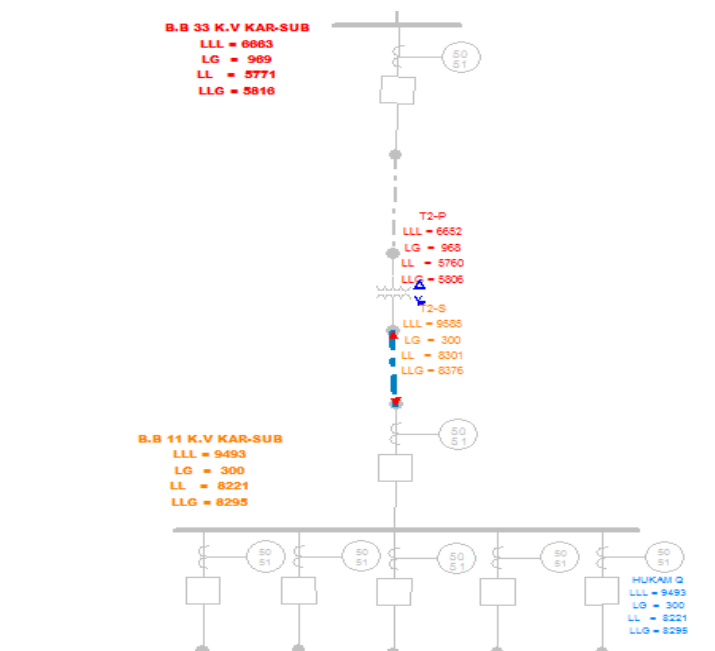 B.B 33 K.V KAR-SUB
LLL = 6663
LG = 969
LL = 5771
LLG = 5816
50
51
T2-P
LLL = 6652
LG = 968
LL = 5760
LLG = 5806
T2-S
LLL = 9585
LG = 300
LL = 8301
LLG = 8376
50
51
B.B 11 K.V KAR-SUB
LLL = 9493
LG = 300
LL = 8221
LLG = 8295
50
51
50
51
50
51
50
51
50
51
HUKAM Q
LLL = 9493
LG = 300
LL = 8221
LLG = 8295